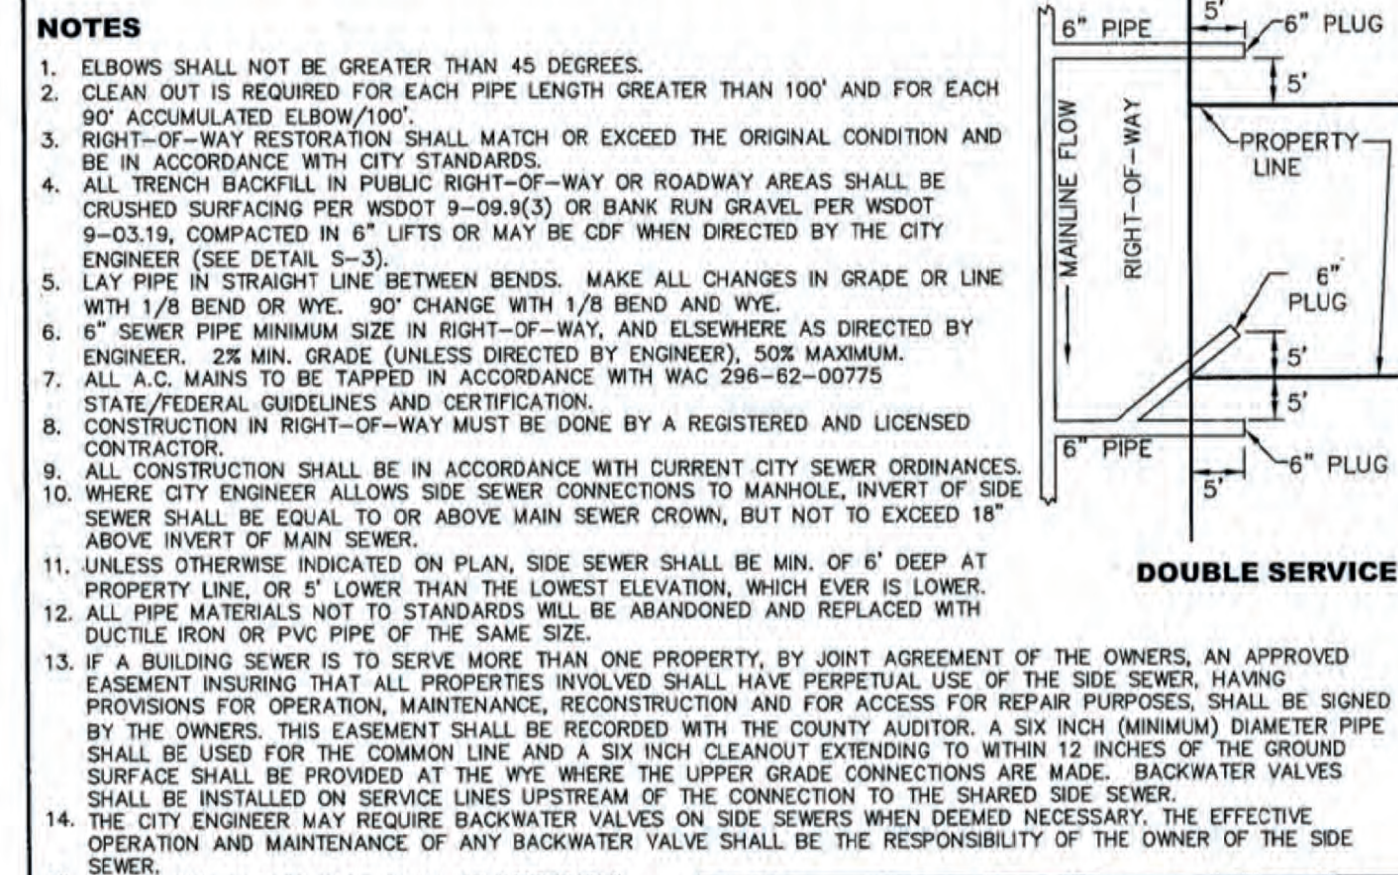 NOTES
1. ELBOWS SHALL NOT BE GREATER THAN 45 DEGREES.
2. CLEAN OUT IS REQUIRED FOR EACH PIPE LENGTH GREATER THAN 100' AND FOR EACH
90° ACCUMULATED ELBOW/100'.
3. RIGHT-OF-WAY RESTORATION SHALL MATCH OR EXCEED THE ORIGINAL CONDITION AND
BE IN ACCORDANCE WITH CITY STANDARDS.
4. ALL TRENCH BACKFILL IN PUBLIC RIGHT-OF-WAY OR ROADWAY AREAS SHALL BE
CRUSHED SURFACING PER WSDOT 9-09.9(3) OR BANK RUN GRAVEL PER WSDOT
9-03.19, COMPACTED IN 6" LIFTS OR MAY BE CDF WHEN DIRECTED BY THE CITY
ENGINEER (SEE DETAIL S-3).
5. LAY PIPE IN STRAIGHT LINE BETWEEN BENDS. MAKE ALL CHANGES IN GRADE OR LINE
WITH 1/8 BEND OR WYE. 90° CHANGE WITH 1/8 BEND AND WYE.
6. 6" SEWER PIPE MINIMUM SIZE IN RIGHT-OF-WAY, AND ELSEWHERE AS DIRECTED BY
ENGINEER. 2% MIN. GRADE (UNLESS DIRECTED BY ENGINEER), 50% MAXIMUM.
7. ALL A.C. MAINS TO BE TAPPED IN ACCORDANCE WITH WAC 296-62-00775
STATE/FEDERAL GUIDELINES AND CERTIFICATION.
8. CONSTRUCTION IN RIGHT-OF-WAY MUST BE DONE BY A REGISTERED AND LICENSED
CONTRACTOR.
9. ALL CONSTRUCTION SHALL BE IN ACCORDANCE WITH CURRENT CITY SEWER ORDINANCES.
10. WHERE CITY ENGINEER ALLOWS SIDE SEWER CONNECTIONS TO MANHOLE, INVERT OF SIDE
SEWER SHALL BE EQUAL TO OR ABOVE MAIN SEWER CROWN, BUT NOT TO EXCEED 18"
ABOVE INVERT OF MAIN SEWER.
11. UNLESS OTHERWISE INDICATED ON PLAN, SIDE SEWER SHALL BE MIN. OF 6' DEEP AT
PROPERTY LINE, OR 5' LOWER THAN THE LOWEST ELEVATION, WHICH EVER IS LOWER.
12. ALL PIPE MATERIALS NOT TO STANDARDS WILL BE ABANDONED AND REPLACED WITH
DUCTILE IRON OR PVC PIPE OF THE SAME SIZE.
13. IF A BUILDING SEWER IS TO SERVE MORE THAN ONE PROPERTY, BY JOINT AGREEMENT OF THE OWNERS, AN APPROVED
EASEMENT INSURING THAT ALL PROPERTIES INVOLVED SHALL HAVE PERPETUAL USE OF THE SIDE SEWER, HAVING
PROVISIONS FOR OPERATION, MAINTENANCE, RECONSTRUCTION AND FOR ACCESS FOR REPAIR PURPOSES, SHALL BE SIGNED
BY THE OWNERS. THIS EASEMENT SHALL BE RECORDED WITH THE COUNTY AUDITOR. A SIX INCH (MINIMUM) DIAMETER PIPE
SHALL BE USED FOR THE COMMON LINE AND A SIX INCH CLEANOUT EXTENDING TO WITHIN 12 INCHES OF THE GROUND
SURFACE SHALL BE PROVIDED AT THE WYE WHERE THE UPPER GRADE CONNECTIONS ARE MADE. BACKWATER VALVES
SHALL BE INSTALLED ON SERVICE LINES UPSTREAM OF THE CONNECTION TO THE SHARED SIDE SEWER.
14. THE CITY ENGINEER MAY REQUIRE BACKWATER VALVES ON SIDE SEWERS WHEN DEEMED NECESSARY. THE EFFECTIVE
OPERATION AND MAINTENANCE OF ANY BACKWATER VALVE SHALL BE THE RESPONSIBILITY OF THE OWNER OF THE SIDE
SEWER.
6" PIPE
5'
6" PLUG
5'
MAINLINE FLOW
RIGHT-OF-WAY
PROPERTY
LINE
6"
PLUG
5'
5'
6" PIPE
6" PLUG
5'
DOUBLE SERVICE